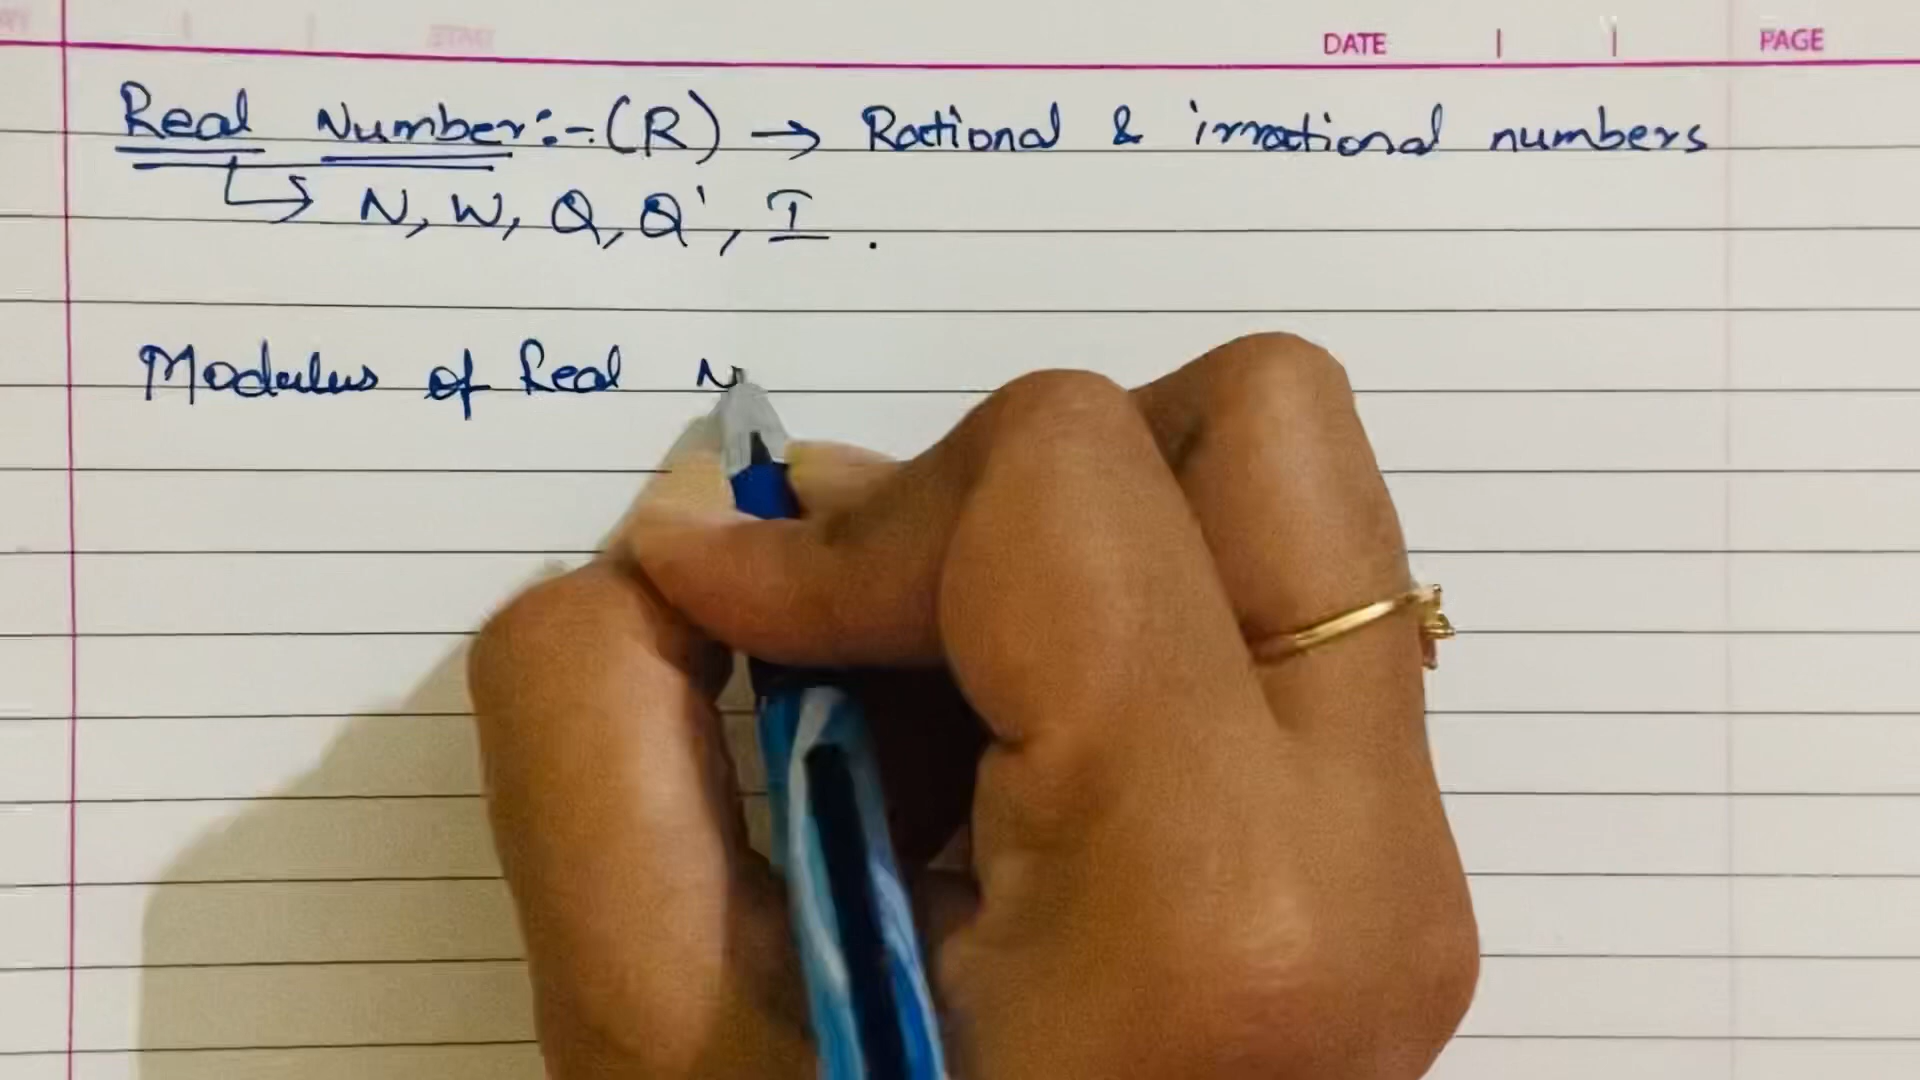 DATE PAGE
Real Number:-(R) → Rational & irrational numbers
↳ N, W, Q, Q', I.
Modulus of Real N